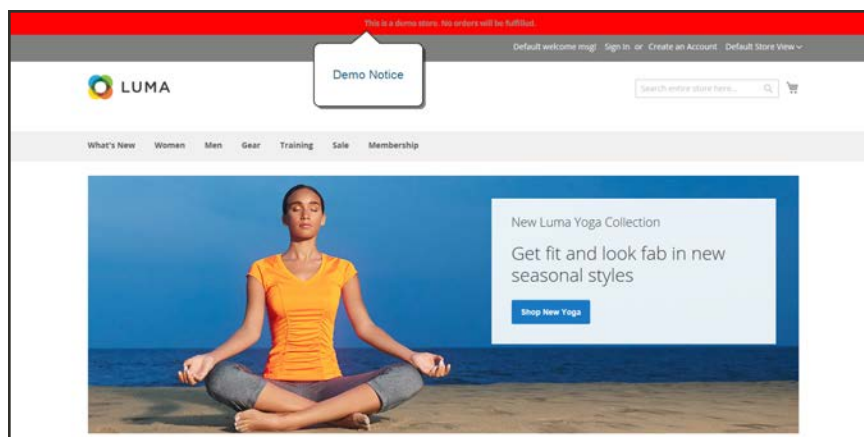 This is a demo store. No orders will be fulfilled.
Default welcome msg! Sign In or Create an Account Default Store View
Demo Notice
LUMA
Search entire store here...
What's New Women Men Gear Training Sale Membership
New Luma Yoga Collection
Get fit and look fab in new
seasonal styles
Shop New Yoga